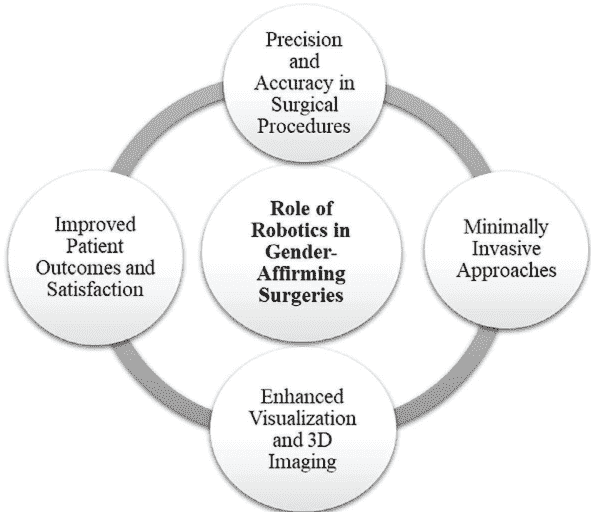 Precision
and
Accuracy in
Surgical
Procedures
Improved
Patient
Outcomes and
Satisfaction
Role of
Robotics in
Gender-
Affirming
Surgeries
Minimally
Invasive
Approaches
Enhanced
Visualization
and 3D
Imaging